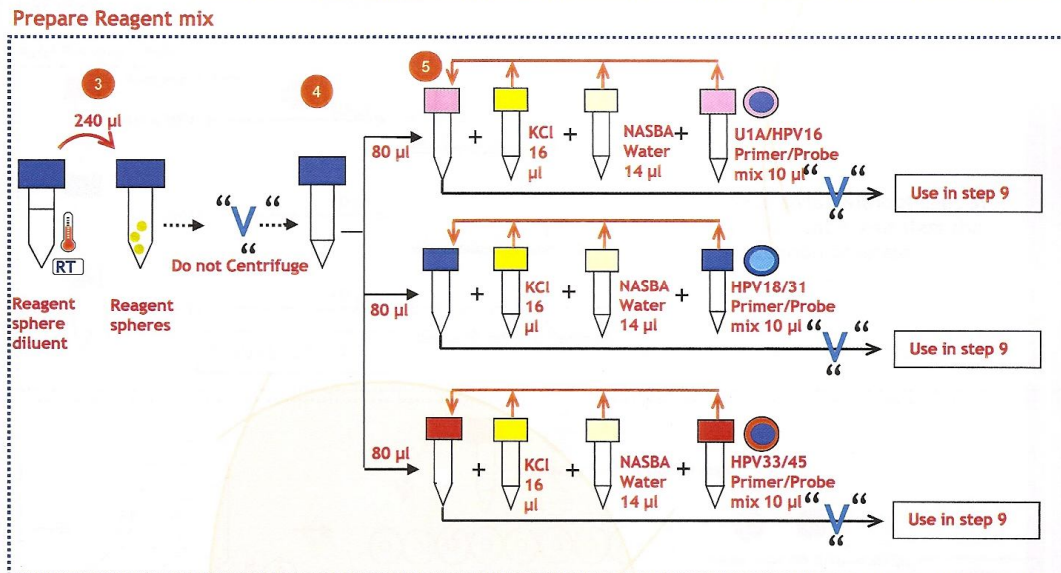 Prepare Reagent mix
3
240 µl
RT
Reagent
sphere
diluent
Reagent
spheres
“ V “
“
Do not Centrifuge
4
5
80 µl
+
KCl
16
µl
+
NASBA
Water
14 µl
+
U1A/HPV16
Primer/Probe
mix 10 µl
“ V “
“
Use in step 9
80 µl
+
KCl
16
µl
+
NASBA
Water
14 µl
+
HPV18/31
Primer/Probe
mix 10 µl
“ V “
“
Use in step 9
80 µl
+
KCl
16
µl
+
NASBA
Water
14 µl
+
HPV33/45
Primer/Probe
mix 10 µl
“ V “
“
Use in step 9